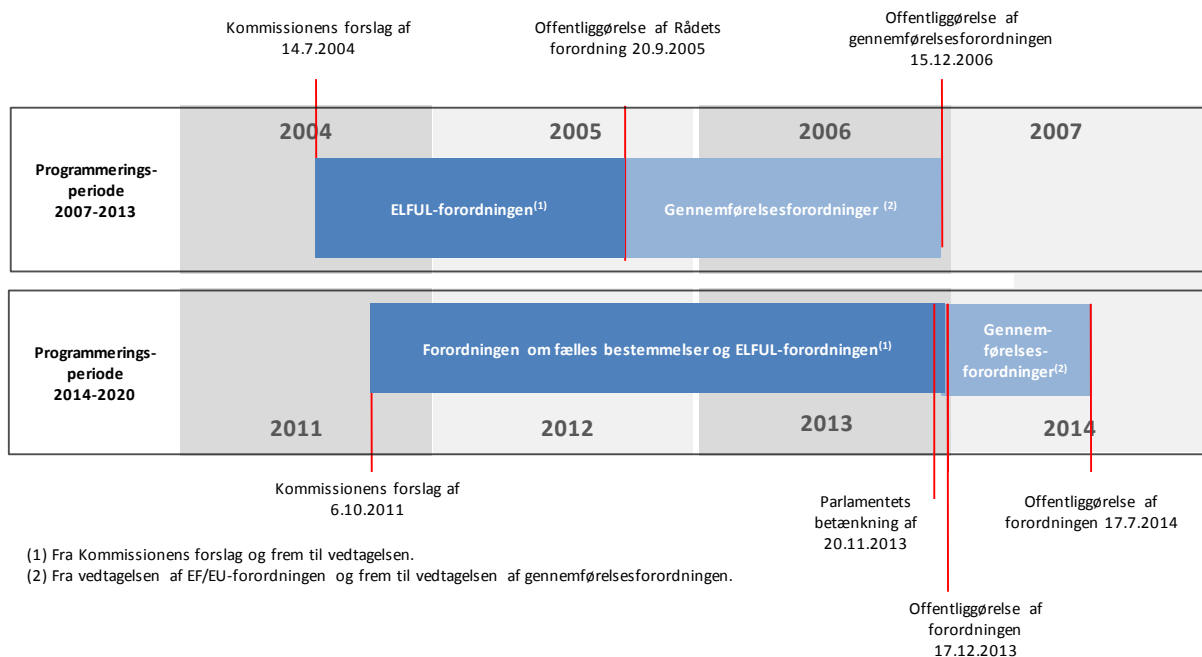 Kommissionens forslag af
14.7.2004
Offentliggørelse af Rådets
forordning 20.9.2005
Offentliggørelse af
gennemførelsesforordningen
15.12.2006
2004
2005
2006
2007
Programmerings-
periode
2007-2013
ELFUL-forordningen(1)
Gennemførelsesforordninger (2)
Programmerings-
periode
2014-2020
Forordningen om fælles bestemmelser og ELFUL-forordningen(1)
Gennem-
førelses-
forordninger(2)
2011
2012
2013
2014
Kommissionens forslag af
6.10.2011
Parlamentets
betænkning af
20.11.2013
Offentliggørelse af
forordningen 17.7.2014
(1) Fra Kommissionens forslag og frem til vedtagelsen.
(2) Fra vedtagelsen af EF/EU-forordningen og frem til vedtagelsen af gennemførelsesforordningen.
Offentliggørelse af
forordningen
17.12.2013